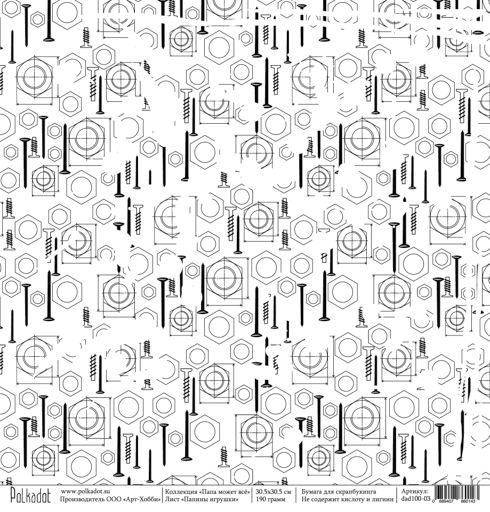 Polkadot
www.polkadot.su
Производитель ООО «Арт-Хобби»
Коллекция «Папа может всё»
Лист «Папины игрушки»
30.5х30.5 см
190 грамм
Бумага для скрапбукинга
Не содержит кислоту и лигнин
Артикул:
dad100-03